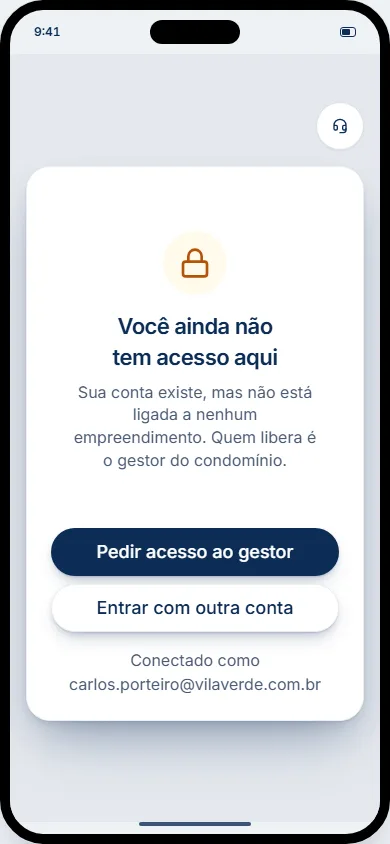 9:41
Você ainda não
tem acesso aqui
Sua conta existe, mas não está
ligada a nenhum
empreendimento. Quem libera é
o gestor do condomínio.
Pedir acesso ao gestor
Entrar com outra conta
Conectado como
carlos.porteiro@vilaverde.com.br